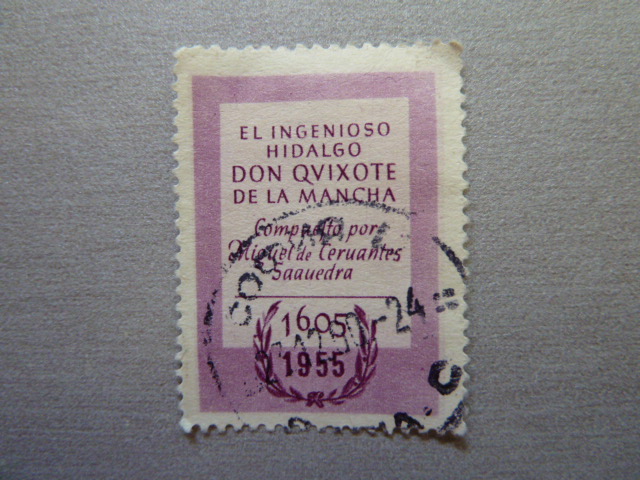 EL INGENIOSO
HIDALGO
DON QVIXOTE
DE LA MANCHA
Compuesto por
Miguel de Ceruantes
Saauedra
1605
1955